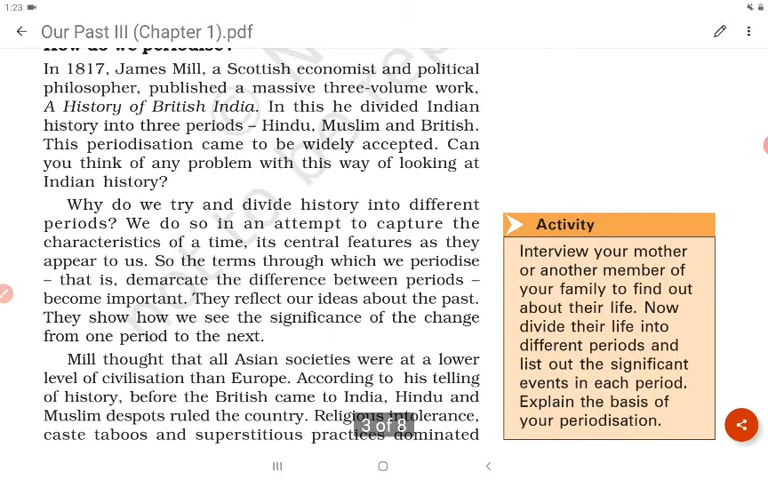 1:23
Our Past III (Chapter 1).pdf
How do we periodise?
In 1817, James Mill, a Scottish economist and political
philosopher, published a massive three-volume work,
A History of British India. In this he divided Indian
history into three periods – Hindu, Muslim and British.
This periodisation came to be widely accepted. Can
you think of any problem with this way of looking at
Indian history?
Why do we try and divide history into different
periods? We do so in an attempt to capture the
characteristics of a time, its central features as they
appear to us. So the terms through which we periodise
– that is, demarcate the difference between periods –
become important. They reflect our ideas about the past.
They show how we see the significance of the change
from one period to the next.
Mill thought that all Asian societies were at a lower
level of civilisation than Europe. According to his telling
of history, before the British came to India, Hindu and
Muslim despots ruled the country. Religious intolerance,
caste taboos and superstitious practices dominated
3 of 8
Activity
Interview your mother
or another member of
your family to find out
about their life. Now
divide their life into
different periods and
list out the significant
events in each period.
Explain the basis of
your periodisation.
not to be rep